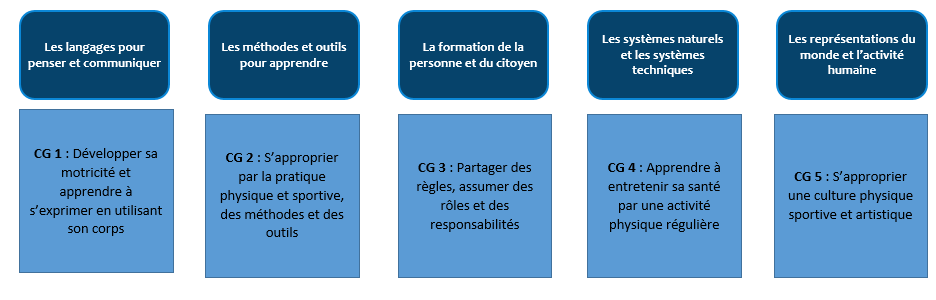 Les langages pour
penser et communiquer
Les méthodes et outils
pour apprendre
La formation de la
personne et du citoyen
Les systèmes naturels
et les systèmes
techniques
Les représentations du
monde et l’activité
humaine
CG 1 : Développer sa
motricité et
apprendre à
s’exprimer en utilisant
son corps
CG 2 : S’approprier
par la pratique
physique et sportive,
des méthodes et des
outils
CG 3 : Partager des
règles, assumer des
rôles et des
responsabilités
CG 4 : Apprendre à
entretenir sa santé
par une activité
physique régulière
CG 5 : S’approprier
une culture physique
sportive et artistique